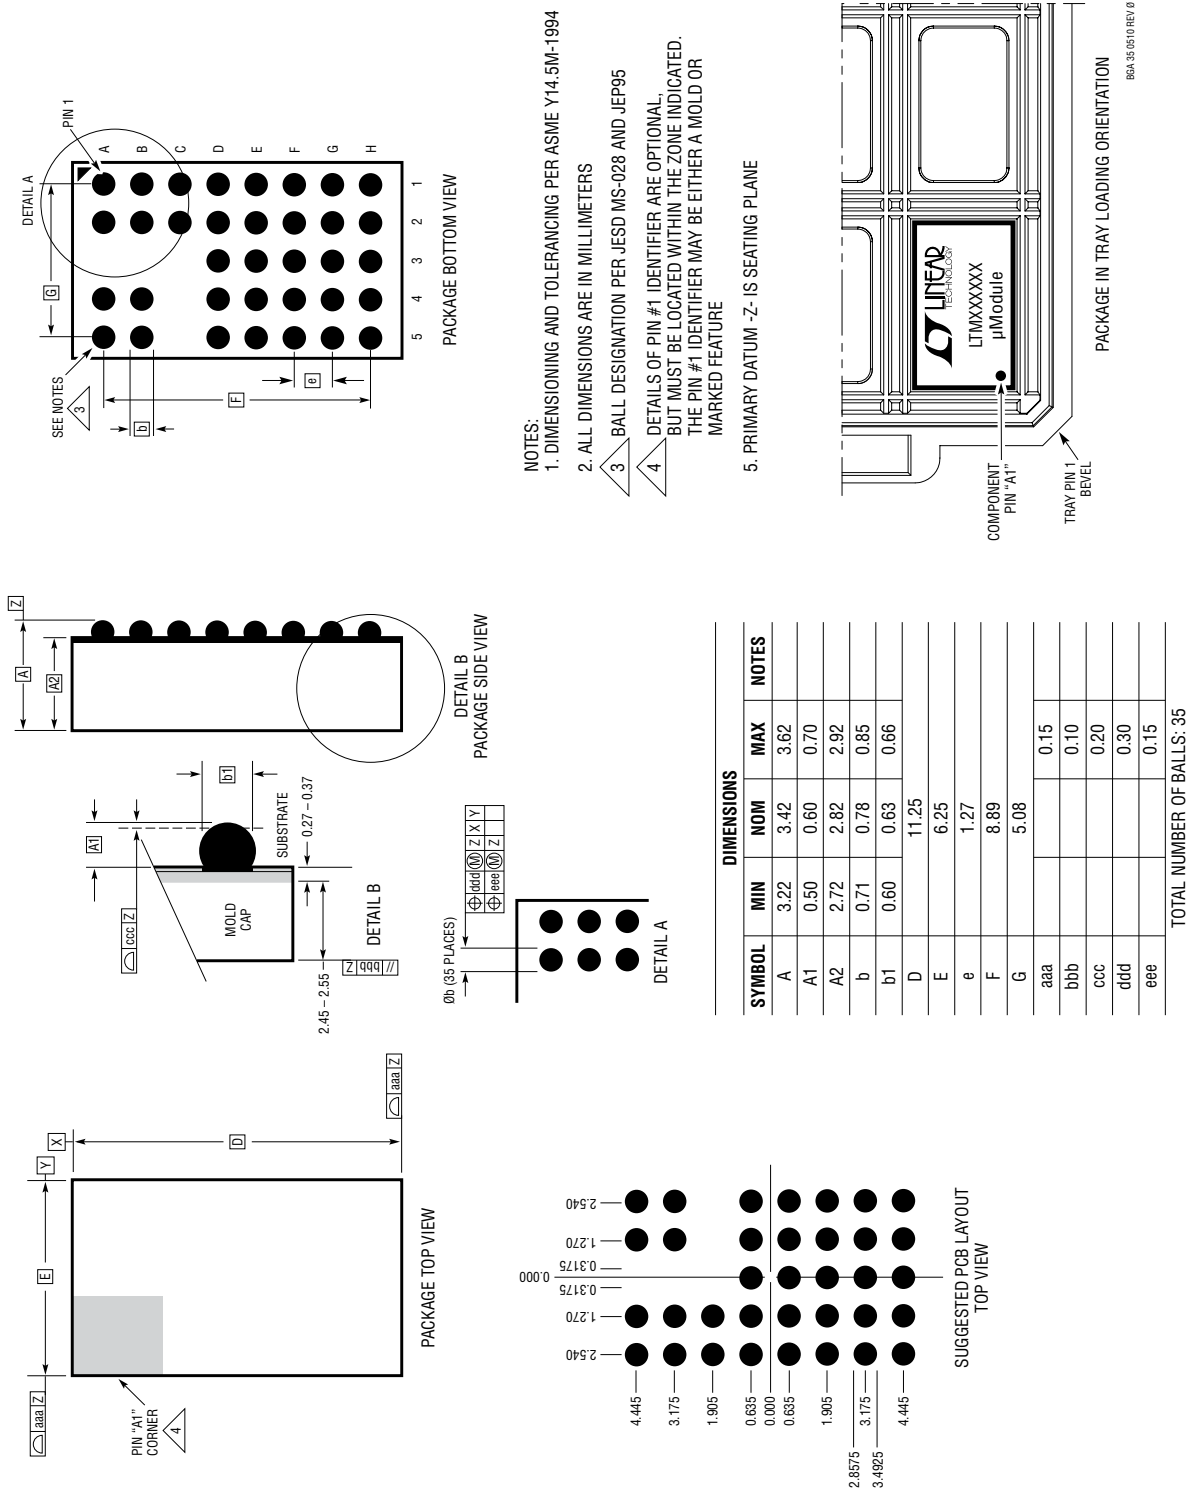 DETAIL A
PIN 1
G
A
B
C
D
E
F
G
H
1
2
3
4
5
SEE NOTES
3
b
F
e
PACKAGE BOTTOM VIEW
NOTES:
1. DIMENSIONING AND TOLERANCING PER ASME Y14.5M-1994
2. ALL DIMENSIONS ARE IN MILLIMETERS
3 BALL DESIGNATION PER JESD MS-028 AND JEP95
4 DETAILS OF PIN #1 IDENTIFIER ARE OPTIONAL,
BUT MUST BE LOCATED WITHIN THE ZONE INDICATED.
THE PIN #1 IDENTIFIER MAY BE EITHER A MOLD OR
MARKED FEATURE
5. PRIMARY DATUM -Z- IS SEATING PLANE
LINEAR
TECHNOLOGY
LTMXXXXXX
µModule
COMPONENT
PIN “A1”
TRAY PIN 1
BEVEL
PACKAGE IN TRAY LOADING ORIENTATION
BGA 35 0510 REV Ø
Z
A
A2
DETAIL B
PACKAGE SIDE VIEW
A1
ccc Z
b1
MOLD
CAP
SUBSTRATE
0.27 – 0.37
2.45 – 2.55
// bbb Z
DETAIL B
Øb (35 PLACES)
ddd M Z X Y
eee M Z
DETAIL A
DIMENSIONS
SYMBOL MIN NOM MAX NOTES
A 3.22 3.42 3.62
A1 0.50 0.60 0.70
A2 2.72 2.82 2.92
b 0.71 0.78 0.85
b1 0.60 0.63 0.66
D 11.25
E 6.25
e 1.27
F 8.89
G 5.08
aaa 0.15
bbb 0.10
ccc 0.20
ddd 0.30
eee 0.15
TOTAL NUMBER OF BALLS: 35
aaa Z
E
Y
X
D
aaa Z
PIN “A1”
CORNER
4
PACKAGE TOP VIEW
2.540
1.270
0.3175
0.000
0.3175
1.270
2.540
4.445
3.175
1.905
0.635
0.000
0.635
1.905
2.8575
3.175
3.4925
4.445
SUGGESTED PCB LAYOUT
TOP VIEW